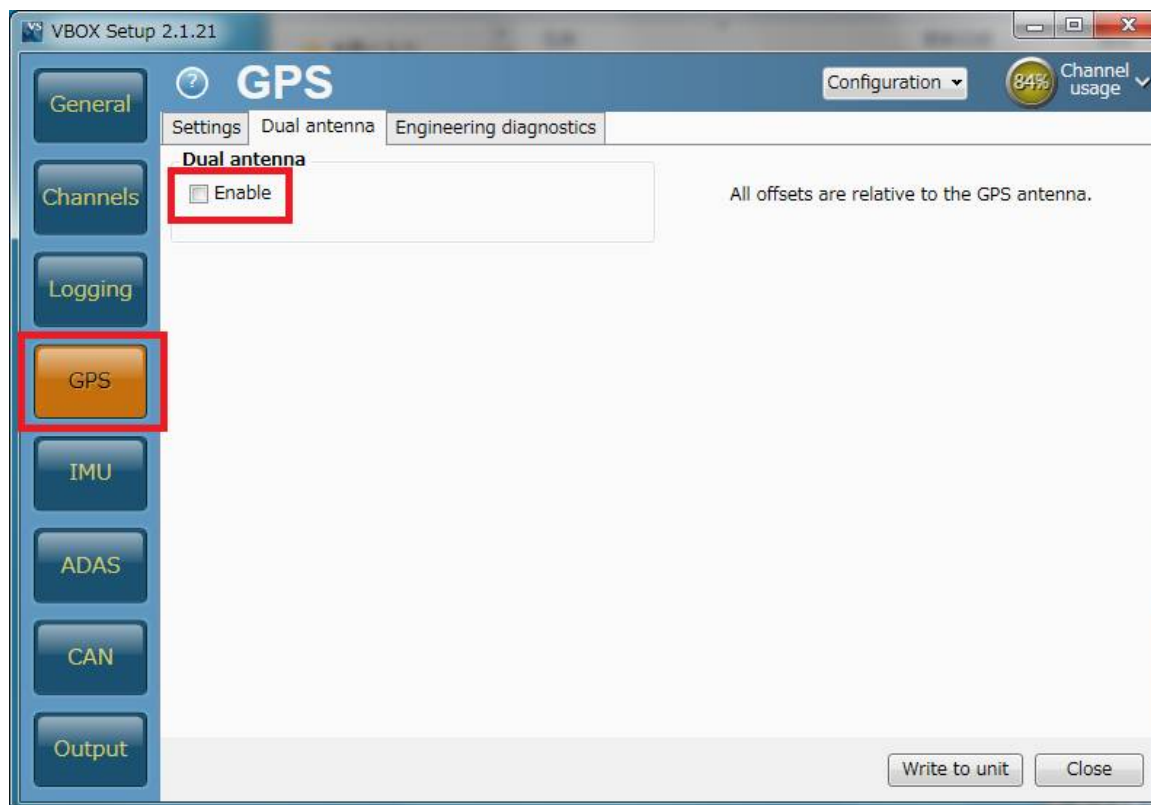 VBOX Setup 2.1.21
General
Channels
Logging
GPS
IMU
ADAS
CAN
Output
? GPS
Configuration
84%
Channel
usage
Settings Dual antenna Engineering diagnostics
Dual antenna
Enable
All offsets are relative to the GPS antenna.
Write to unit Close